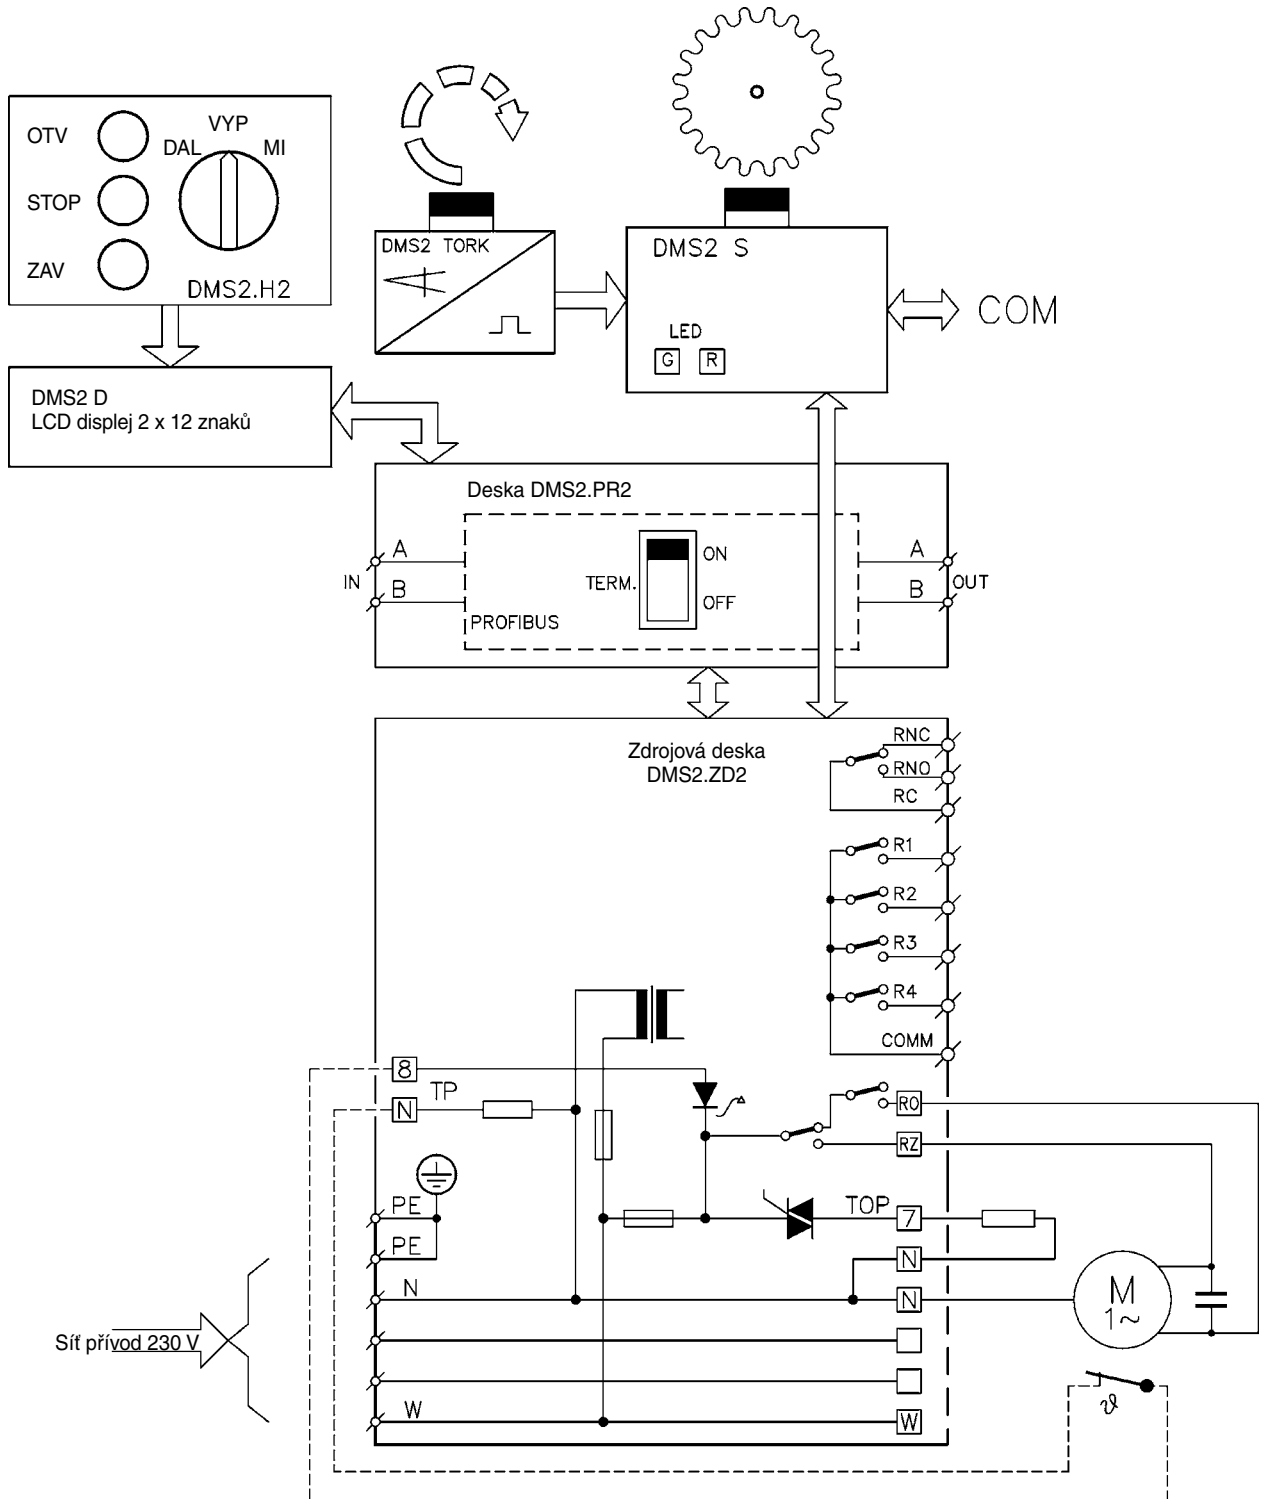 OTV
VYP
DAL
MI
STOP
ZAV
DMS2.H2
DMS2 TORK
DMS2 S
LED
G
R
COM
DMS2 D
LCD displej 2 x 12 znaků
Deska DMS2.PR2
IN
A
B
TERM.
ON
OFF
PROFIBUS
A
B
OUT
Zdrojová deska
DMS2.ZD2
RNC
RNO
RC
R1
R2
R3
R4
COMM
8
TP
N
RO
RZ
PE
PE
TOP
7
N
N
N
M
1~
Síť přívod 230 V
W
W
ϑ